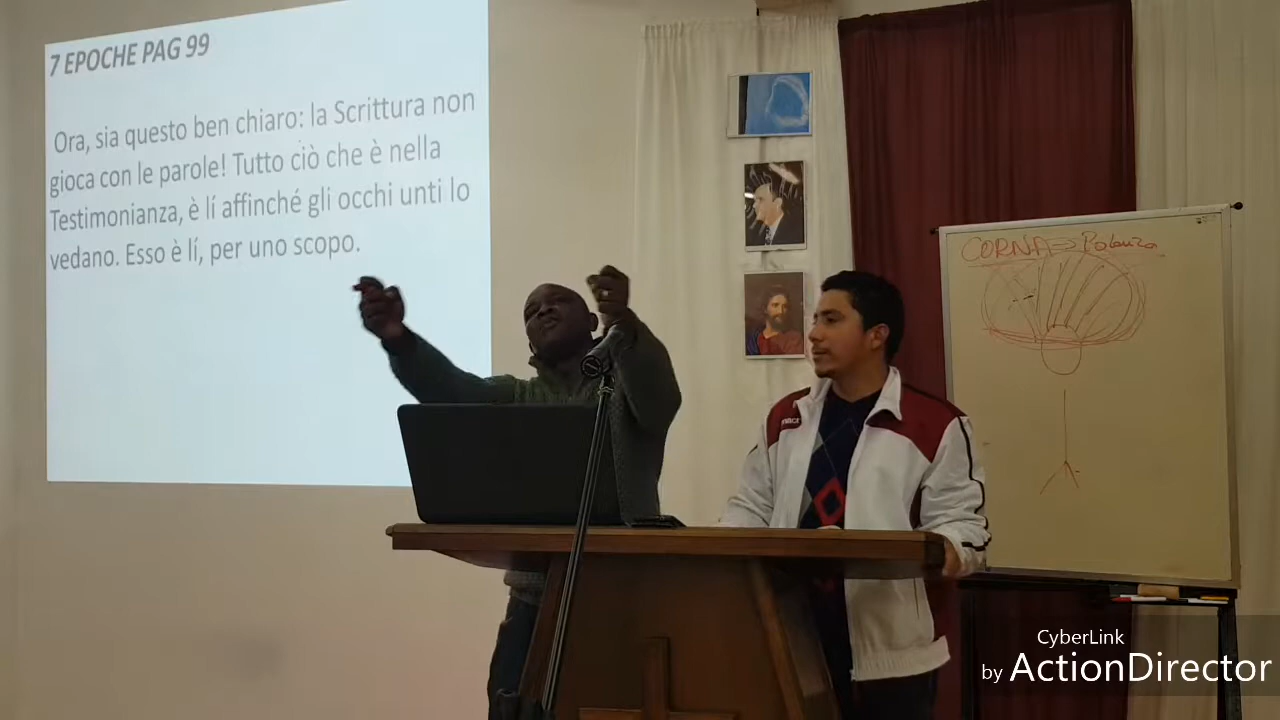 7 EPOCHE PAG 99
Ora, sia questo ben chiaro: la Scrittura non
gioca con le parole! Tutto ciò che è nella
Testimonianza, è lí affinché gli occhi unti lo
vedano. Esso è lí, per uno scopo.
CORNA⇒
macron
CyberLink
by ActionDirector